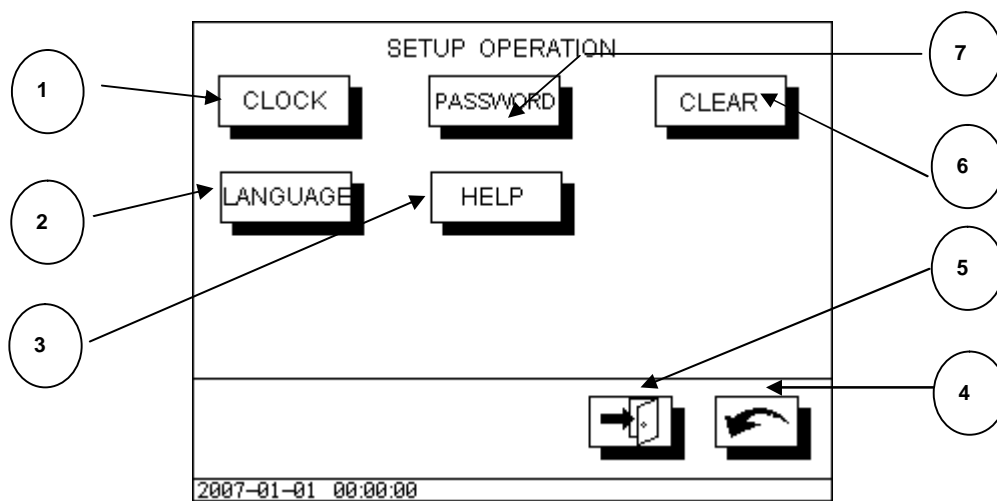 SETUP OPERATION
7
1
CLOCK
PASSWORD
CLEAR
6
2
LANGUAGE
HELP
5
3
4
2007-01-01 00:00:00